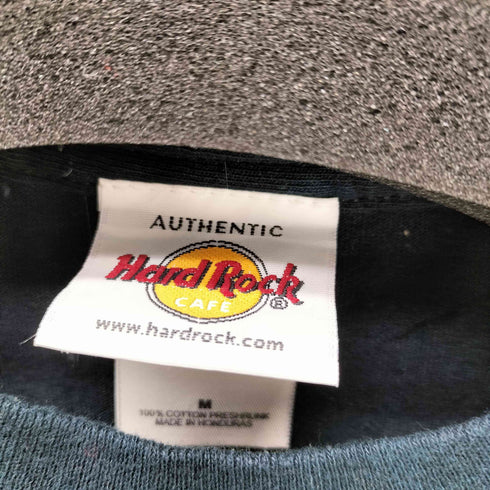 AUTHENTIC
Hard Rock ®
CAFE
www.hardrock.com
M
100% COTTON PRESHRUNK
MADE IN HONDURAS